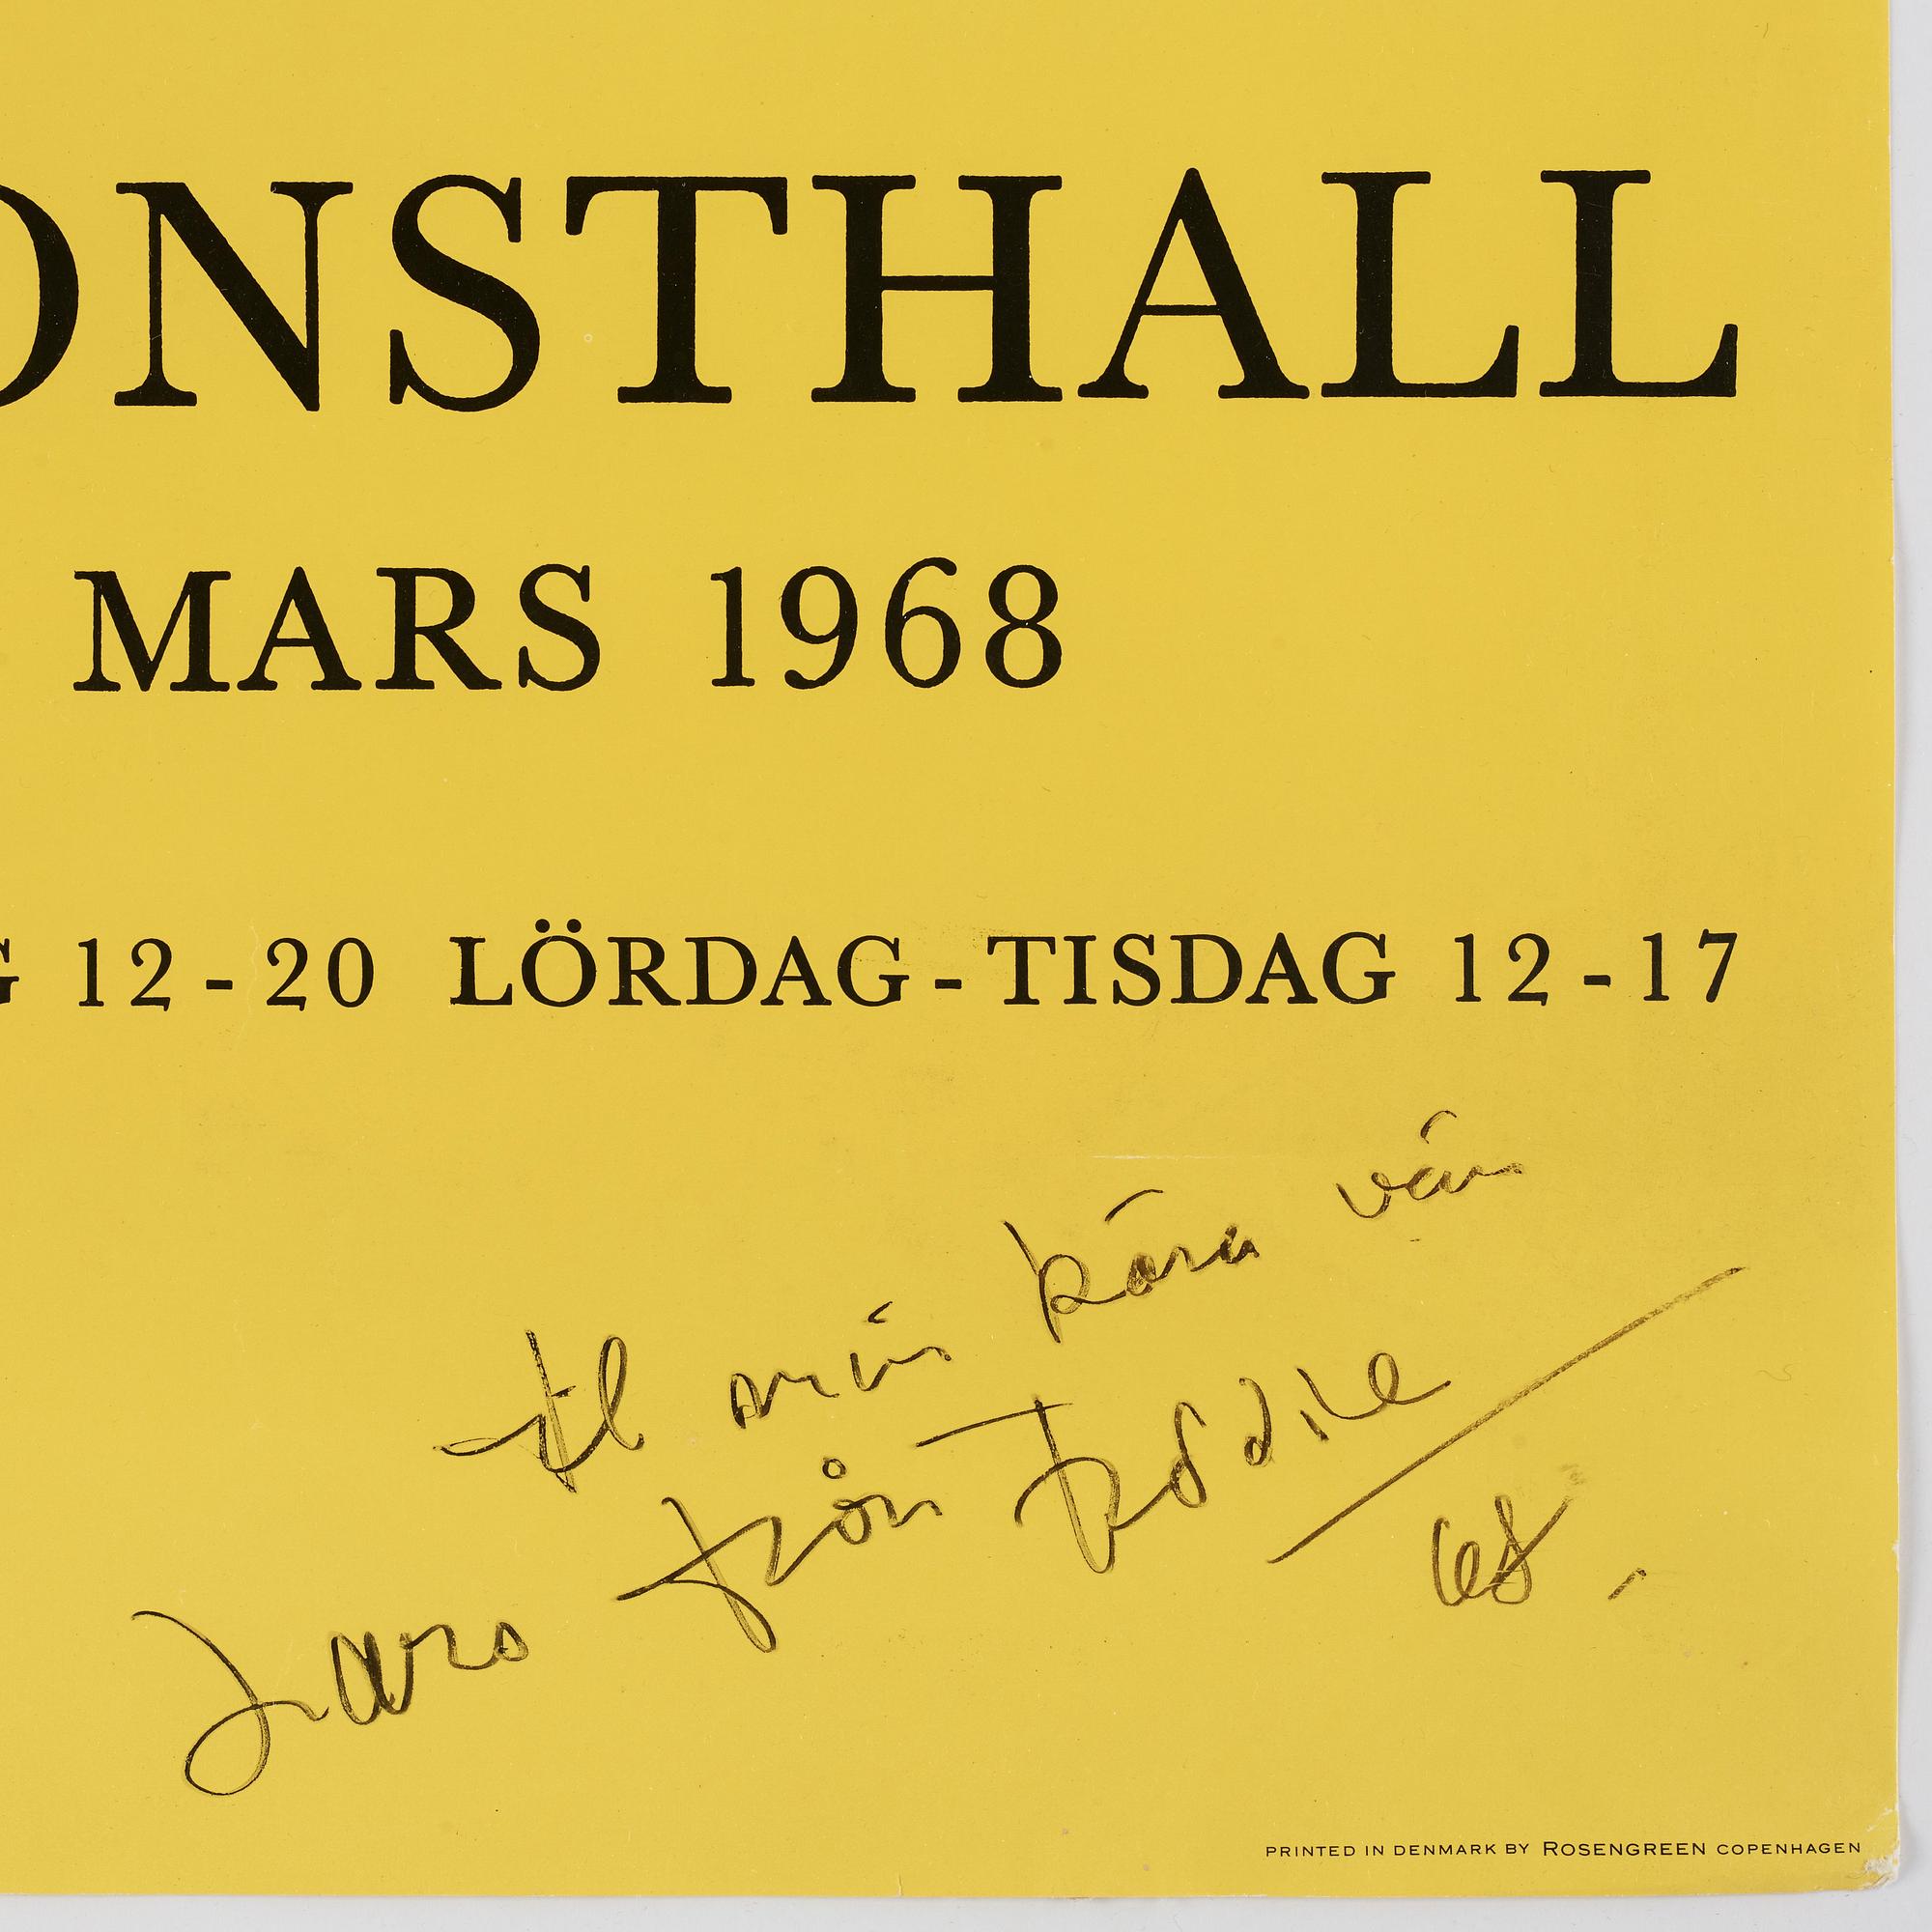 ONSTHALL
MARS 1968
G 12-20 LÖRDAG-TISDAG 12-17
til min kära vän
från
68.
PRINTED IN DENMARK BY ROSENGREEN COPENHAGEN